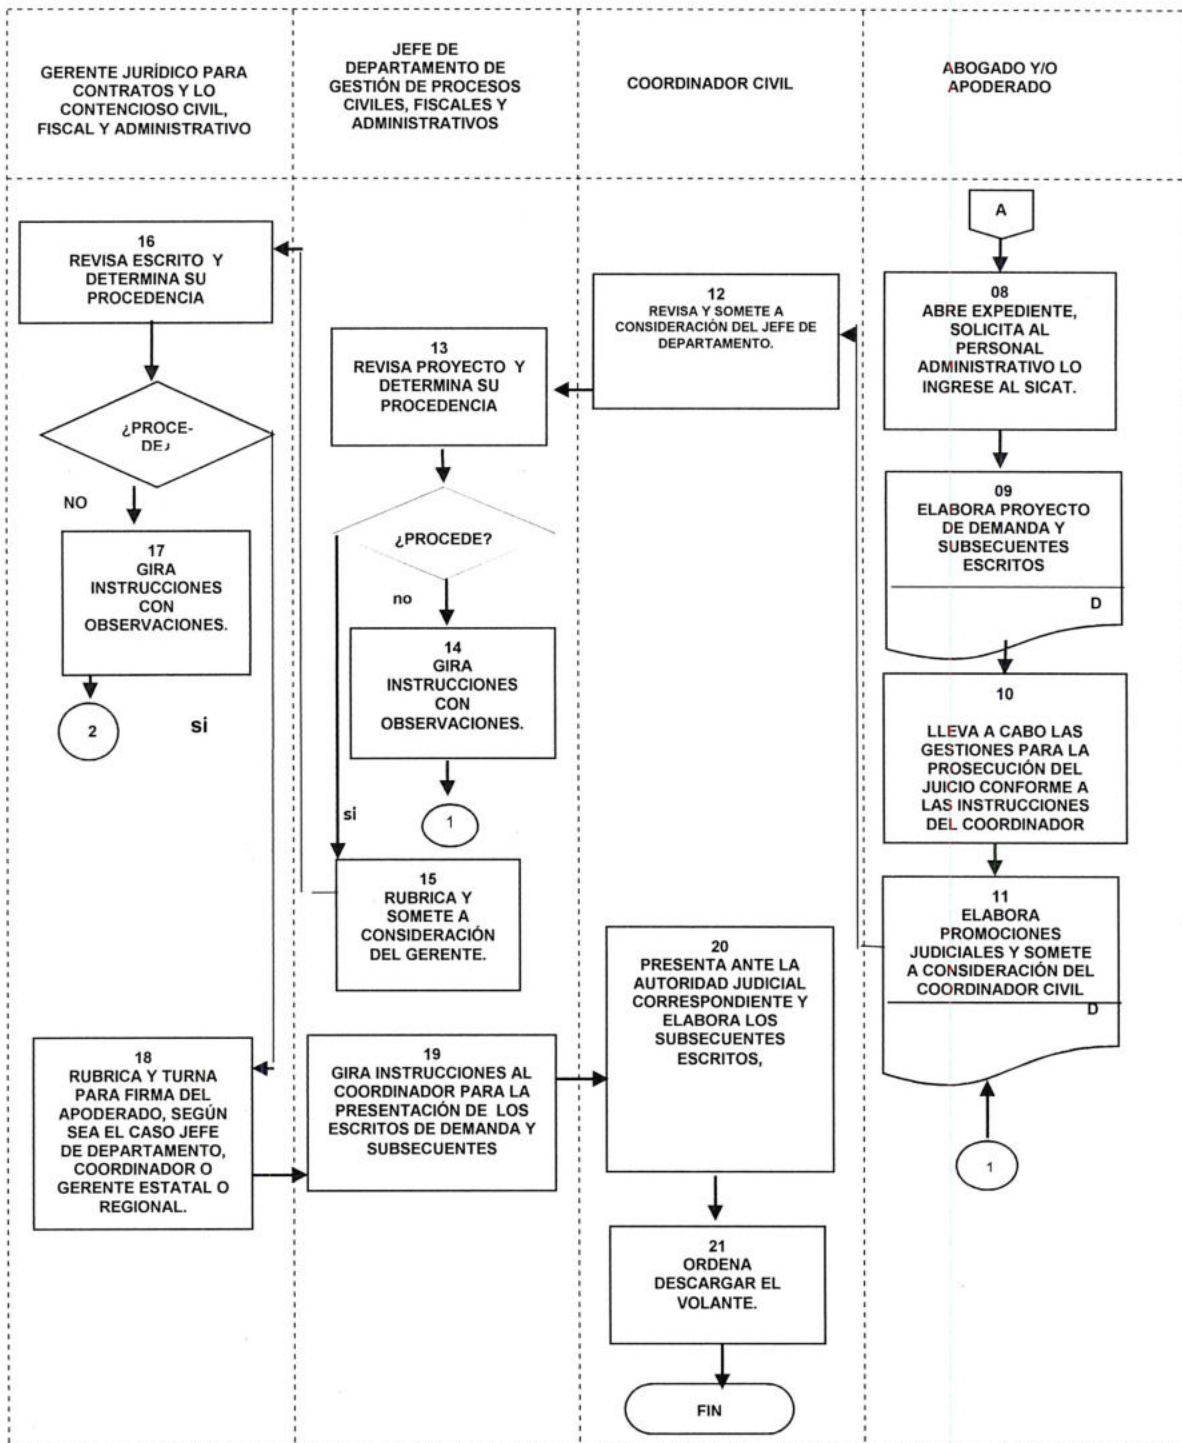 GERENTE JURÍDICO PARA
CONTRATOS Y LO
CONTENCIOSO CIVIL,
FISCAL Y ADMINISTRATIVO
JEFE DE
DEPARTAMENTO DE
GESTIÓN DE PROCESOS
CIVILES, FISCALES Y
ADMINISTRATIVOS
COORDINADOR CIVIL
ABOGADO Y/O
APODERADO
A
08
ABRE EXPEDIENTE,
SOLICITA AL
PERSONAL
ADMINISTRATIVO LO
INGRESE AL SICAT.
09
ELABORA PROYECTO
DE DEMANDA Y
SUBSECUENTES
ESCRITOS
D
10
LLEVA A CABO LAS
GESTIONES PARA LA
PROSECUCIÓN DEL
JUICIO CONFORME A
LAS INSTRUCCIONES
DEL COORDINADOR
11
ELABORA
PROMOCIONES
JUDICIALES Y SOMETE
A CONSIDERACIÓN DEL
COORDINADOR CIVIL
D
1
12
REVISA Y SOMETE A
CONSIDERACIÓN DEL JEFE DE
DEPARTAMENTO.
13
REVISA PROYECTO Y
DETERMINA SU
PROCEDENCIA
¿PROCEDE?
no
14
GIRA
INSTRUCCIONES
CON
OBSERVACIONES.
1
si
15
RUBRICA Y
SOMETE A
CONSIDERACIÓN
DEL GERENTE.
16
REVISA ESCRITO Y
DETERMINA SU
PROCEDENCIA
¿PROCE-
DE?
NO
17
GIRA
INSTRUCCIONES
CON
OBSERVACIONES.
2
si
18
RUBRICA Y TURNA
PARA FIRMA DEL
APODERADO, SEGÚN
SEA EL CASO JEFE
DE DEPARTAMENTO,
COORDINADOR O
GERENTE ESTATAL O
REGIONAL.
19
GIRA INSTRUCCIONES AL
COORDINADOR PARA LA
PRESENTACIÓN DE LOS
ESCRITOS DE DEMANDA Y
SUBSECUENTES
20
PRESENTA ANTE LA
AUTORIDAD JUDICIAL
CORRESPONDIENTE Y
ELABORA LOS
SUBSECUENTES
ESCRITOS,
21
ORDENA
DESCARGAR EL
VOLANTE.
FIN